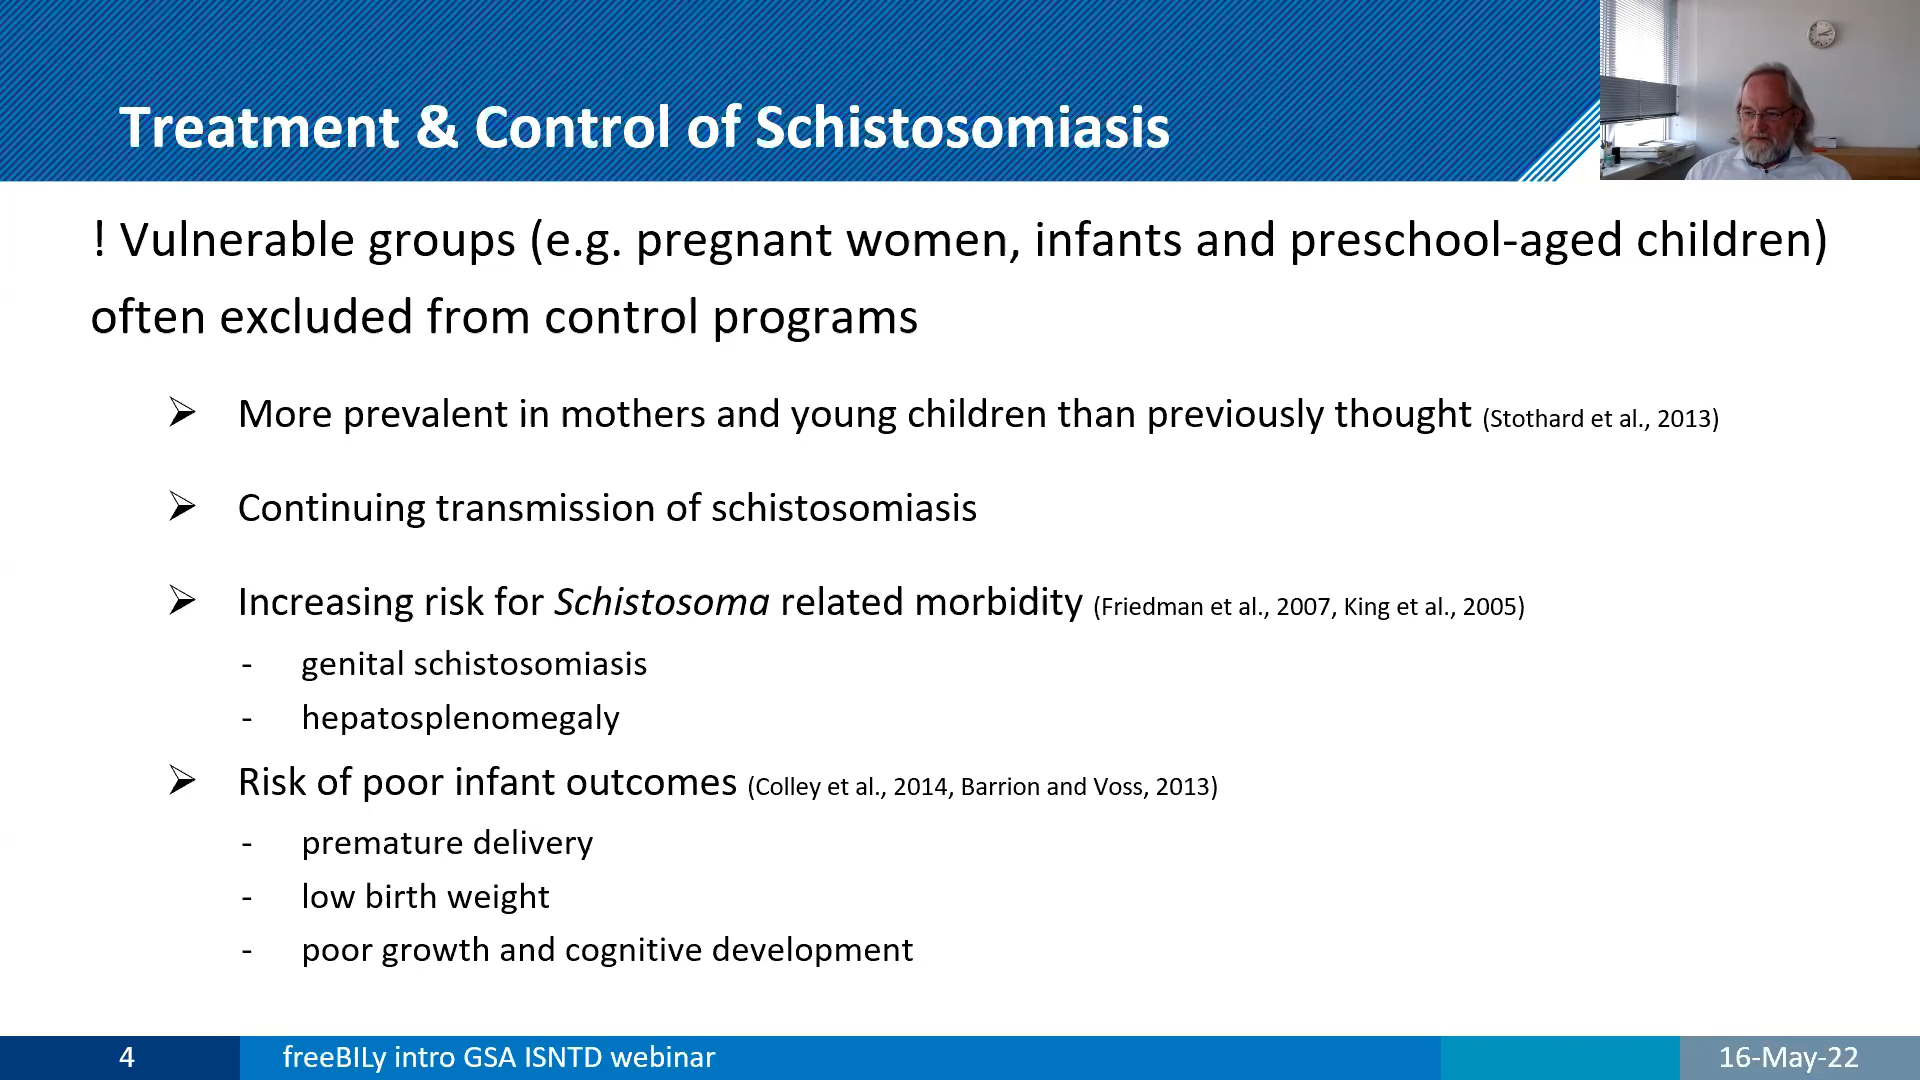 Treatment & Control of Schistosomiasis
! Vulnerable groups (e.g. pregnant women, infants and preschool-aged children)
often excluded from control programs
➢ More prevalent in mothers and young children than previously thought (Stothard et al., 2013)
➢ Continuing transmission of schistosomiasis
➢ Increasing risk for Schistosoma related morbidity (Friedman et al., 2007, King et al., 2005)
- genital schistosomiasis
- hepatosplenomegaly
➢ Risk of poor infant outcomes (Colley et al., 2014, Barrion and Voss, 2013)
- premature delivery
- low birth weight
- poor growth and cognitive development
4 freeBILy intro GSA ISNTD webinar 16-May-22